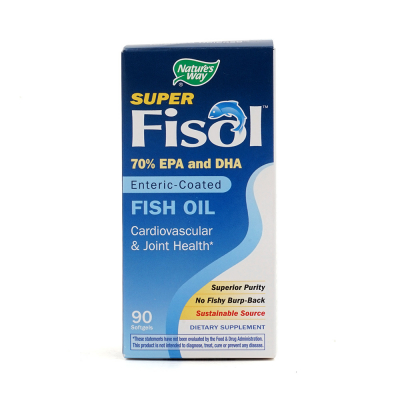 Nature's
Way
SUPER
Fisol™
70% EPA and DHA
Enteric-Coated
FISH OIL
Cardiovascular
& Joint Health*
Superior Purity
No Fishy Burp-Back
Sustainable Source
90
Softgels
DIETARY SUPPLEMENT
*These statements have not been evaluated by the Food & Drug Administration.
This product is not intended to diagnose, treat, cure or prevent any disease.